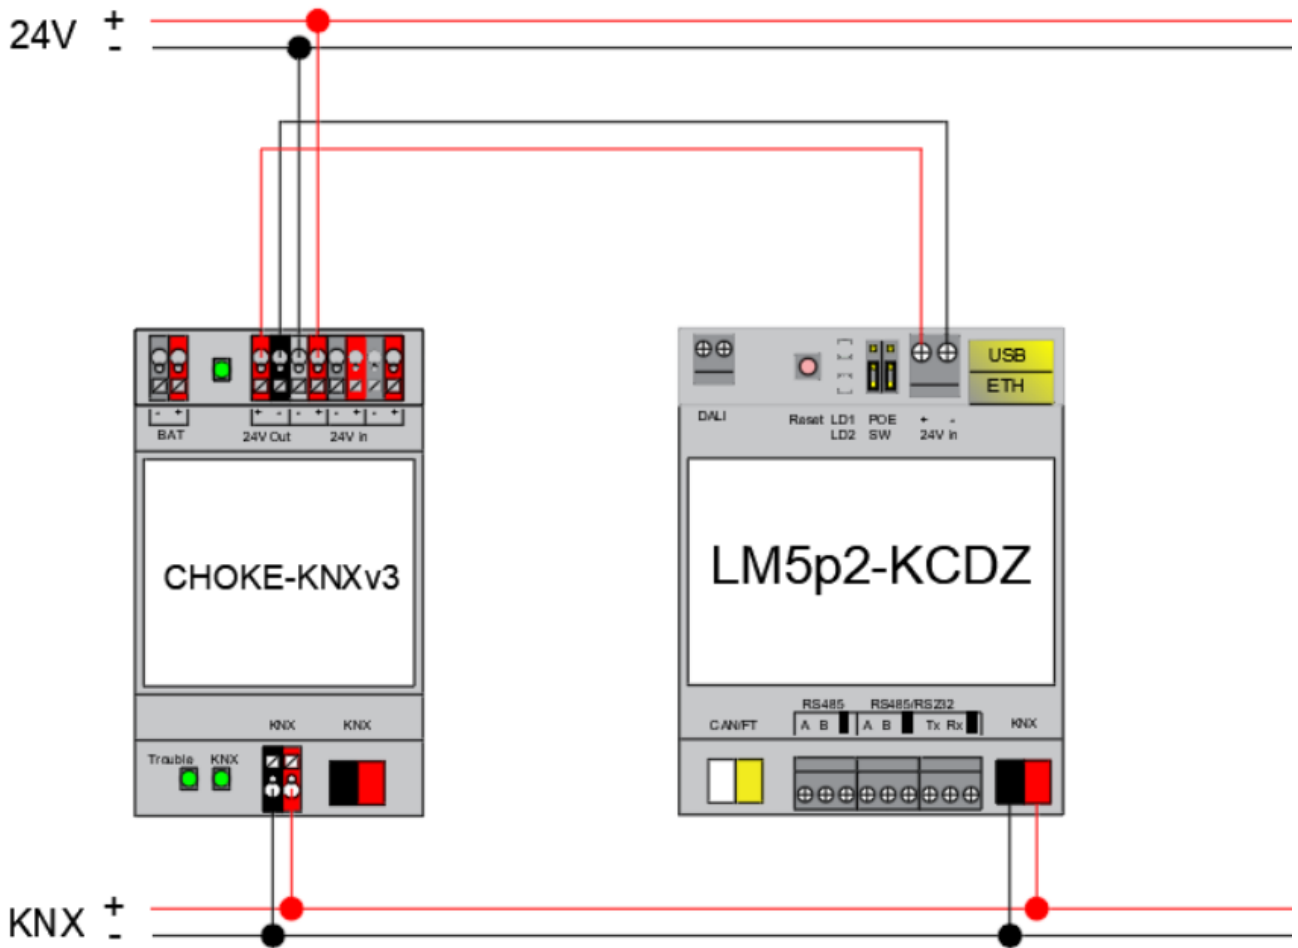 24V + -
USB
ETH
- +
BAT
+ - - + - + - +
24V Out 24V in
DALI
Reset LD1 POE + -
LD2 SW 24V in
CHOKE-KNXv3
LM5p2-KCDZ
KNX KNX
Trouble KNX
RS485 RS485/RS232
CAN/FT A B A B Tx Rx KNX
KNX + -